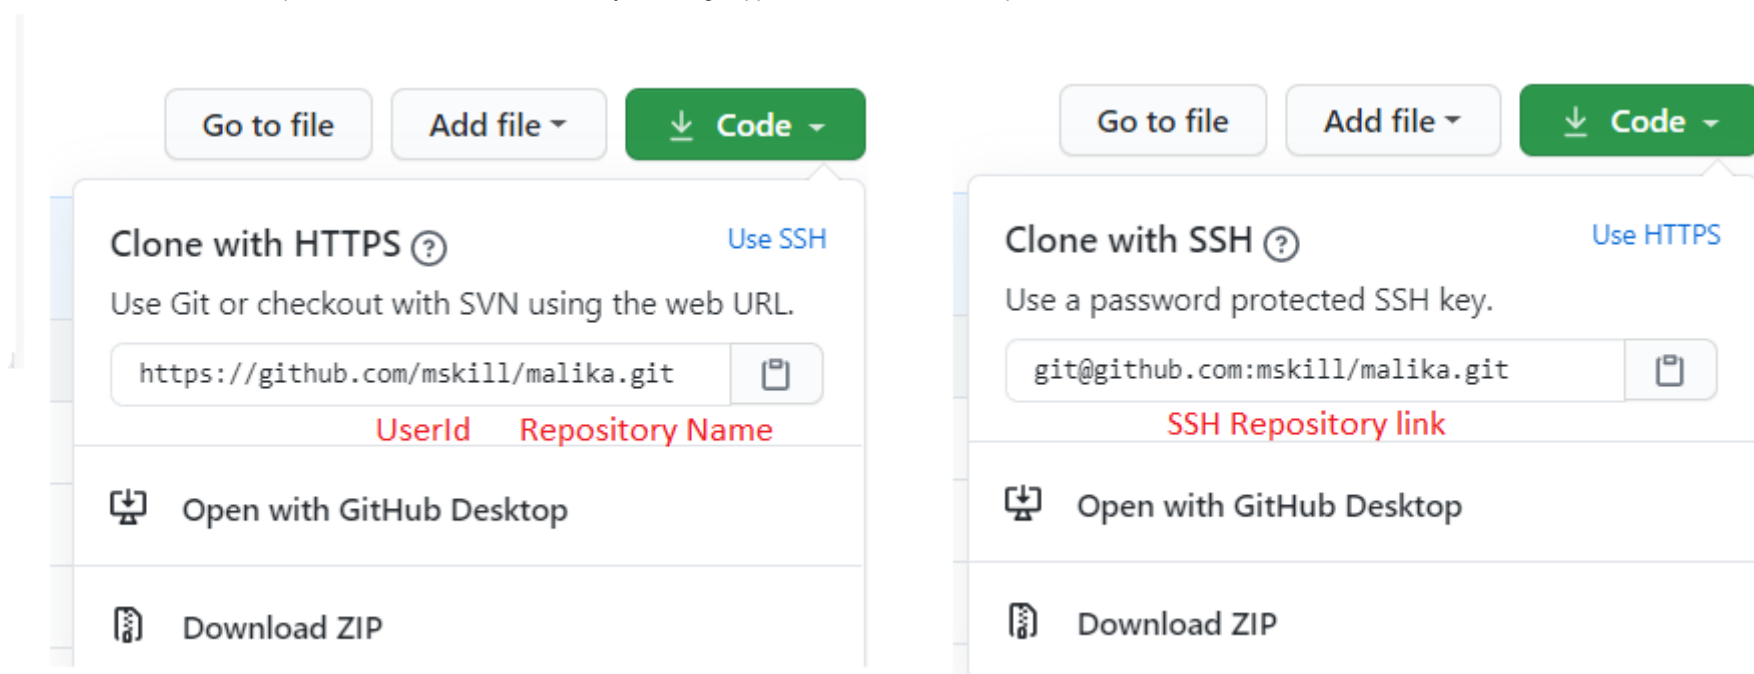 Go to file
Add file
Code
Clone with HTTPS
Use SSH
Use Git or checkout with SVN using the web URL.
https://github.com/mskill/malika.git
UserId
Repository Name
Open with GitHub Desktop
Download ZIP
Go to file
Add file
Code
Clone with SSH
Use HTTPS
Use a password protected SSH key.
git@github.com:mskill/malika.git
SSH Repository link
Open with GitHub Desktop
Download ZIP